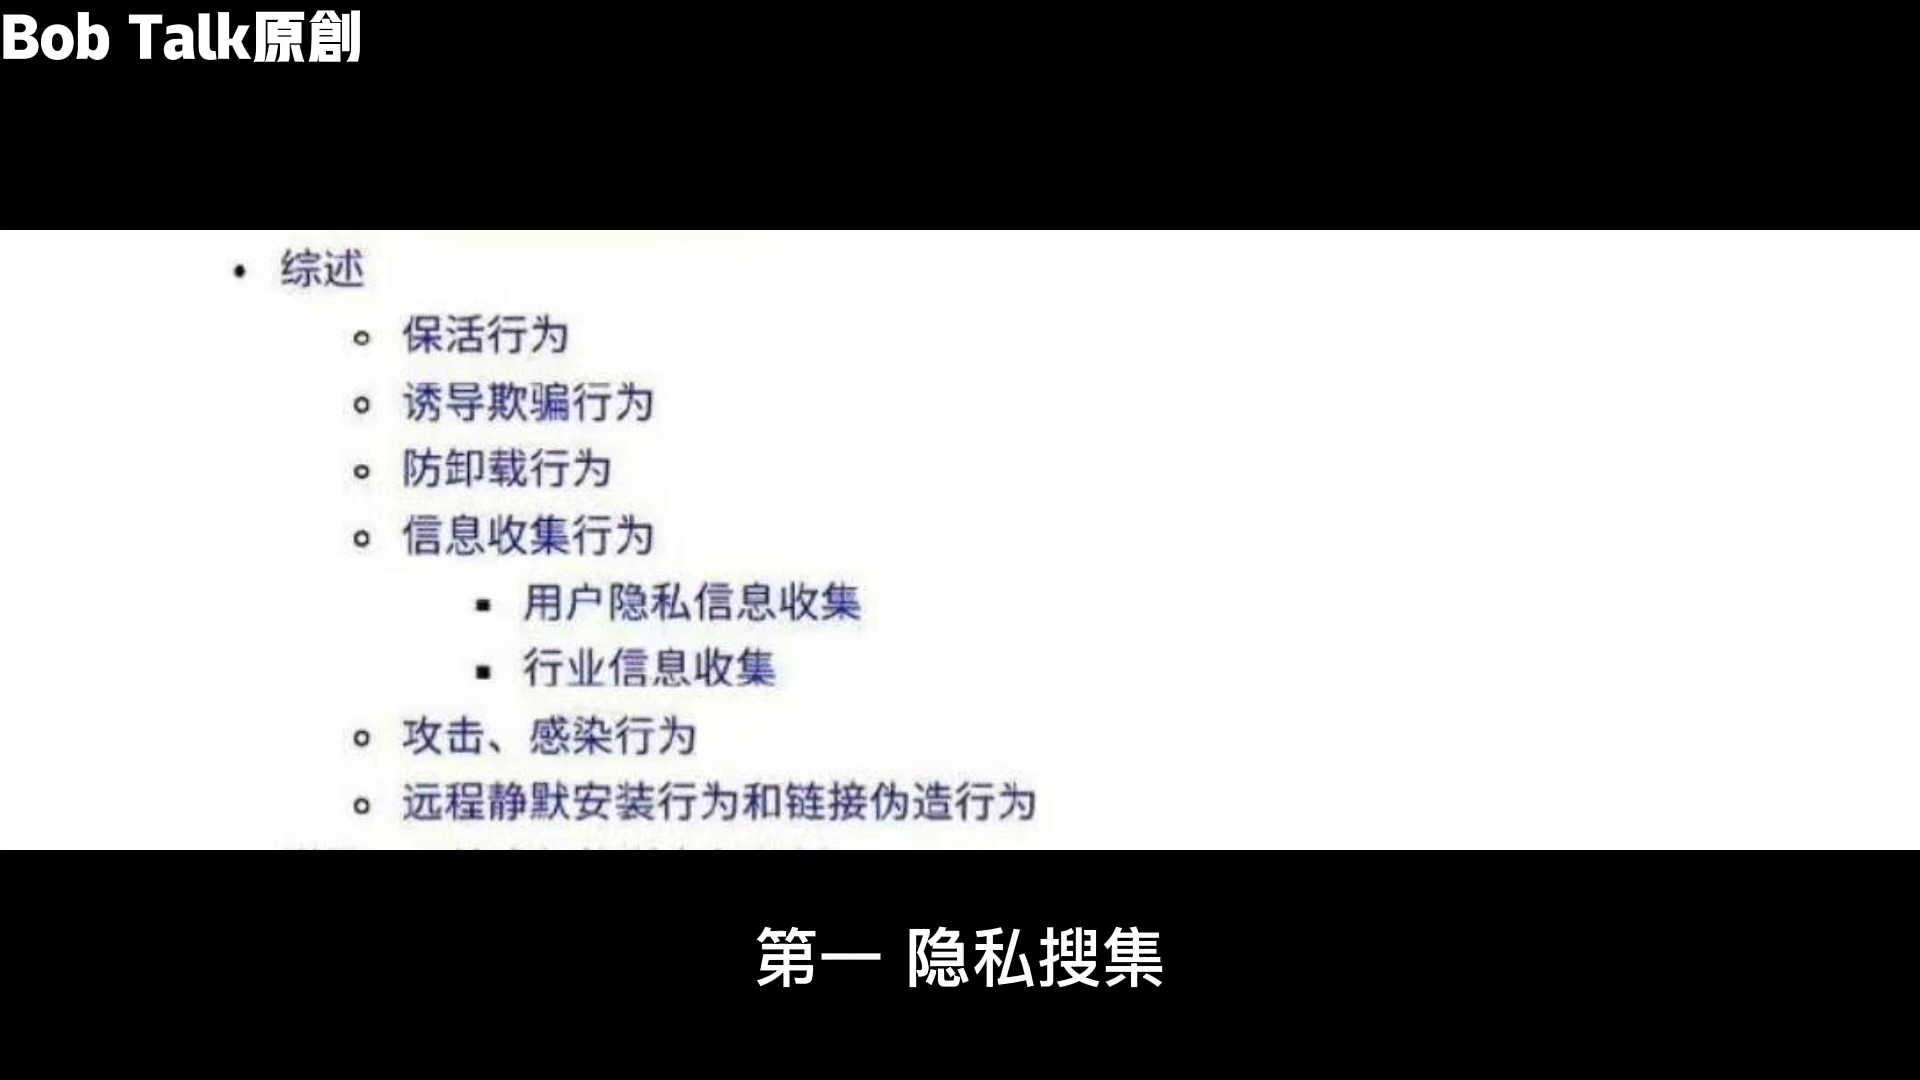 Bob Talk原創
综述
保活行为
诱导欺骗行为
防卸载行为
信息收集行为
用户隐私信息收集
行业信息收集
攻击、感染行为
远程静默安装行为和链接伪造行为
第一 隐私搜集